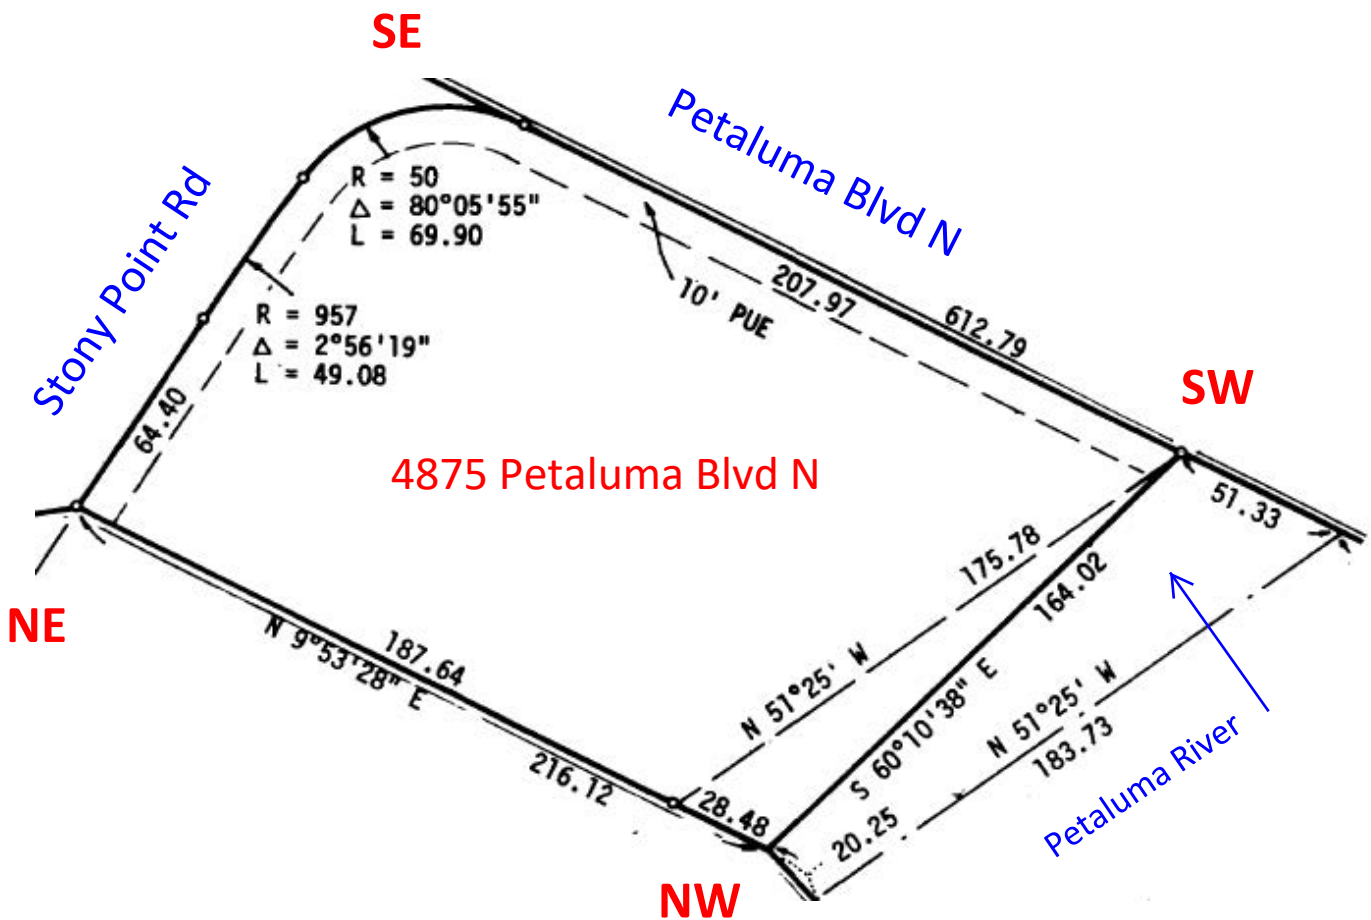 SE
Petaluma Blvd N
Stony Point Rd
R = 50
Δ = 80°05'55"
L = 69.90
10' PUE
207.97
612.79
R = 957
Δ = 2°56'19"
L = 49.08
64.40
SW
4875 Petaluma Blvd N
51.33
175.78
164.02
NE
N 9°53'28" E
187.64
N 51°25' W
S 60°10'38" E
N 51°25' W
183.73
216.12
28.48
20.25
Petaluma River
NW